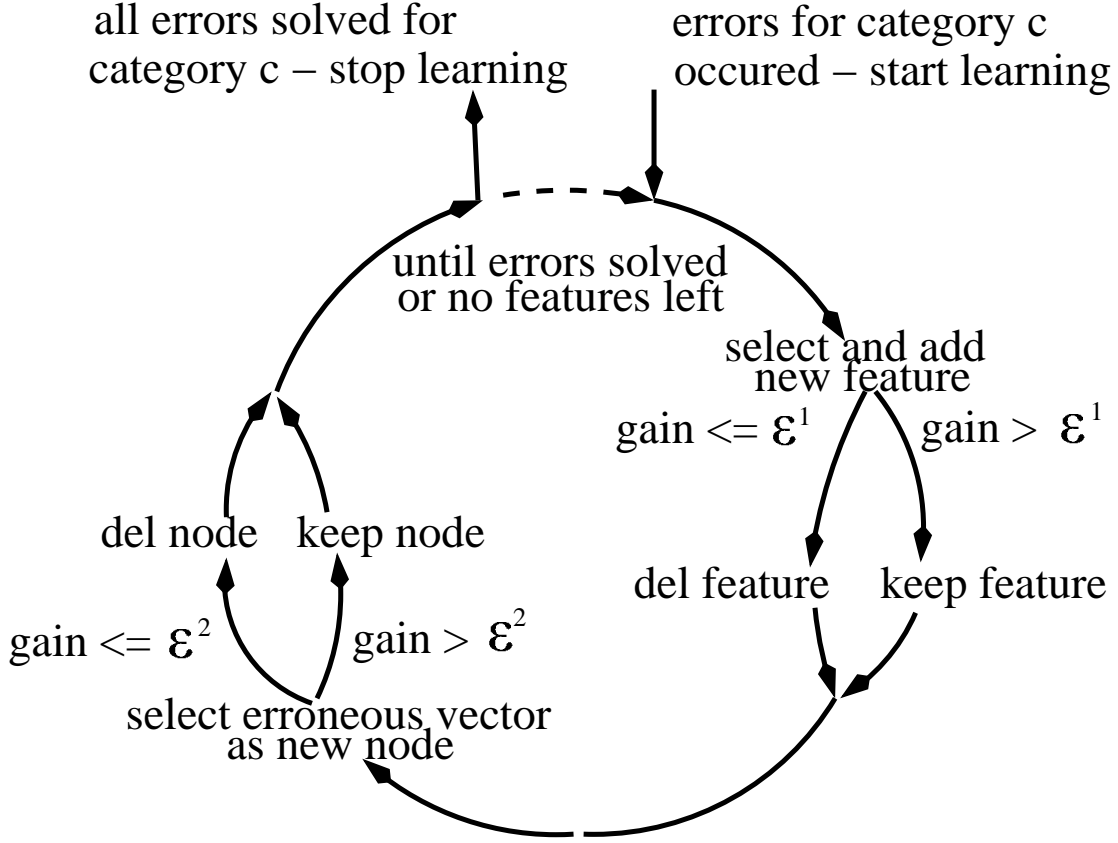 all errors solved for
category c – stop learning
errors for category c
occured – start learning
until errors solved
or no features left
select and add
new feature
gain <= ε¹
gain > ε¹
del node
keep node
del feature
keep feature
gain <= ε²
gain > ε²
select erroneous vector
as new node